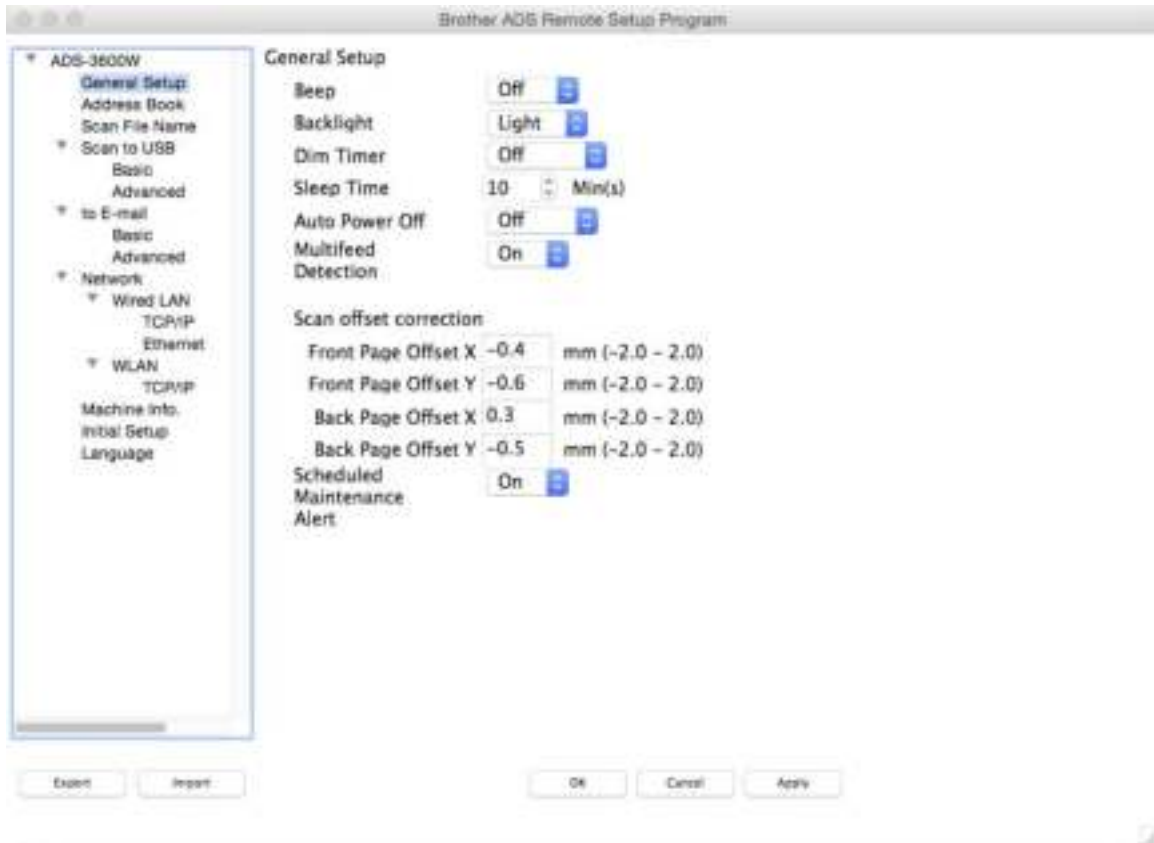 Brother ADS Remote Setup Program
ADS-3600W
General Setup
Address Book
Scan File Name
Scan to USB
Basic
Advanced
to E-mail
Basic
Advanced
Network
Wired LAN
TCP/IP
Ethernet
WLAN
TCP/IP
Machine Info.
Initial Setup
Language
General Setup
Beep Off
Backlight Light
Dim Timer Off
Sleep Time 10 Min(s)
Auto Power Off Off
Multifeed
Detection On
Scan offset correction
Front Page Offset X -0.4 mm (-2.0 - 2.0)
Front Page Offset Y -0.6 mm (-2.0 - 2.0)
Back Page Offset X 0.3 mm (-2.0 - 2.0)
Back Page Offset Y -0.5 mm (-2.0 - 2.0)
Scheduled
Maintenance
Alert On
Export Import OK Cancel Apply